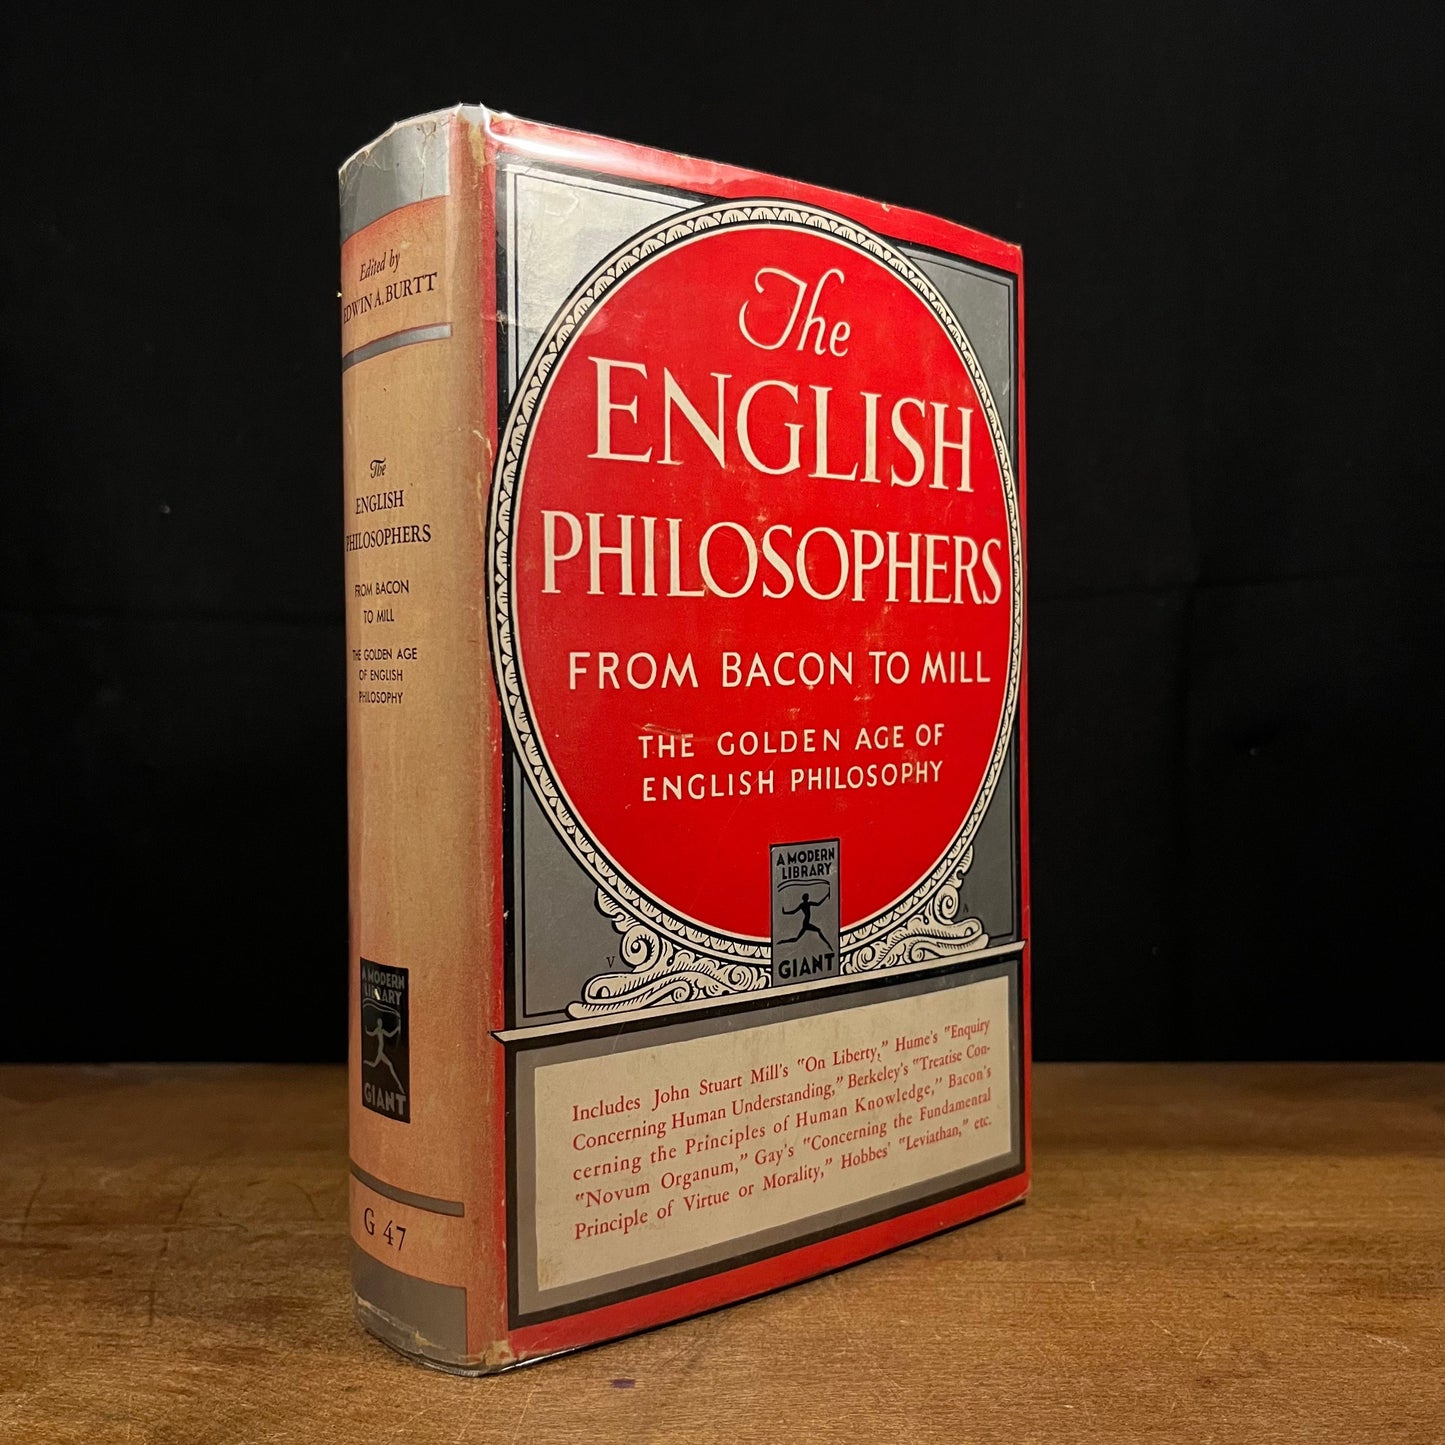 Edited by
EDWIN A. BURTT
The
ENGLISH
PHILOSOPHERS
FROM BACON
TO MILL
THE GOLDEN AGE
OF ENGLISH
PHILOSOPHY
A MODERN
LIBRARY
GIANT
G 47
The
ENGLISH
PHILOSOPHERS
FROM BACON TO MILL
THE GOLDEN AGE OF
ENGLISH PHILOSOPHY
A MODERN
LIBRARY
GIANT
V
A
Includes John Stuart Mill's "On Liberty," Hume's "Enquiry
Concerning Human Understanding," Berkeley's "Treatise Con-
cerning the Principles of Human Knowledge," Bacon's
"Novum Organum," Gay's "Concerning the Fundamental
Principle of Virtue or Morality," Hobbes' "Leviathan," etc.